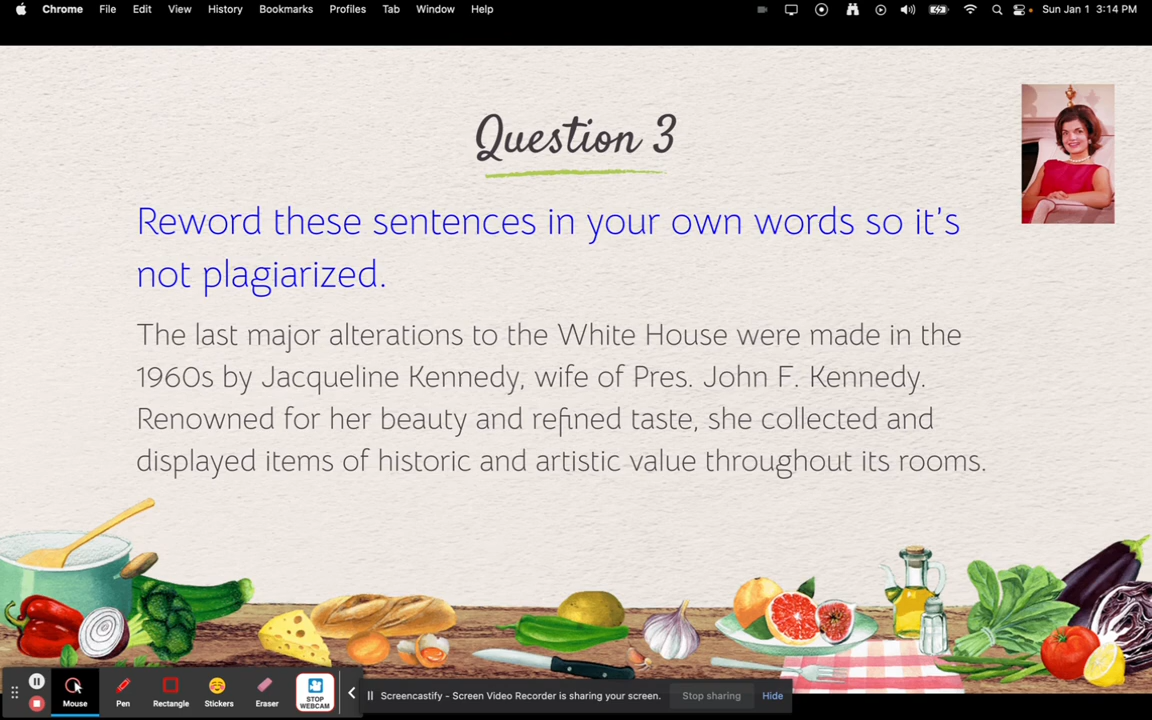 Chrome File Edit View History Bookmarks Profiles Tab Window Help Sun Jan 1 3:14 PM
Question 3
Reword these sentences in your own words so it's
not plagiarized.
The last major alterations to the White House were made in the
1960s by Jacqueline Kennedy, wife of Pres. John F. Kennedy.
Renowned for her beauty and refined taste, she collected and
displayed items of historic and artistic value throughout its rooms.
Mouse Pen Rectangle Stickers Eraser STOP WEBCAM
Screencastify - Screen Video Recorder is sharing your screen. Stop sharing Hide